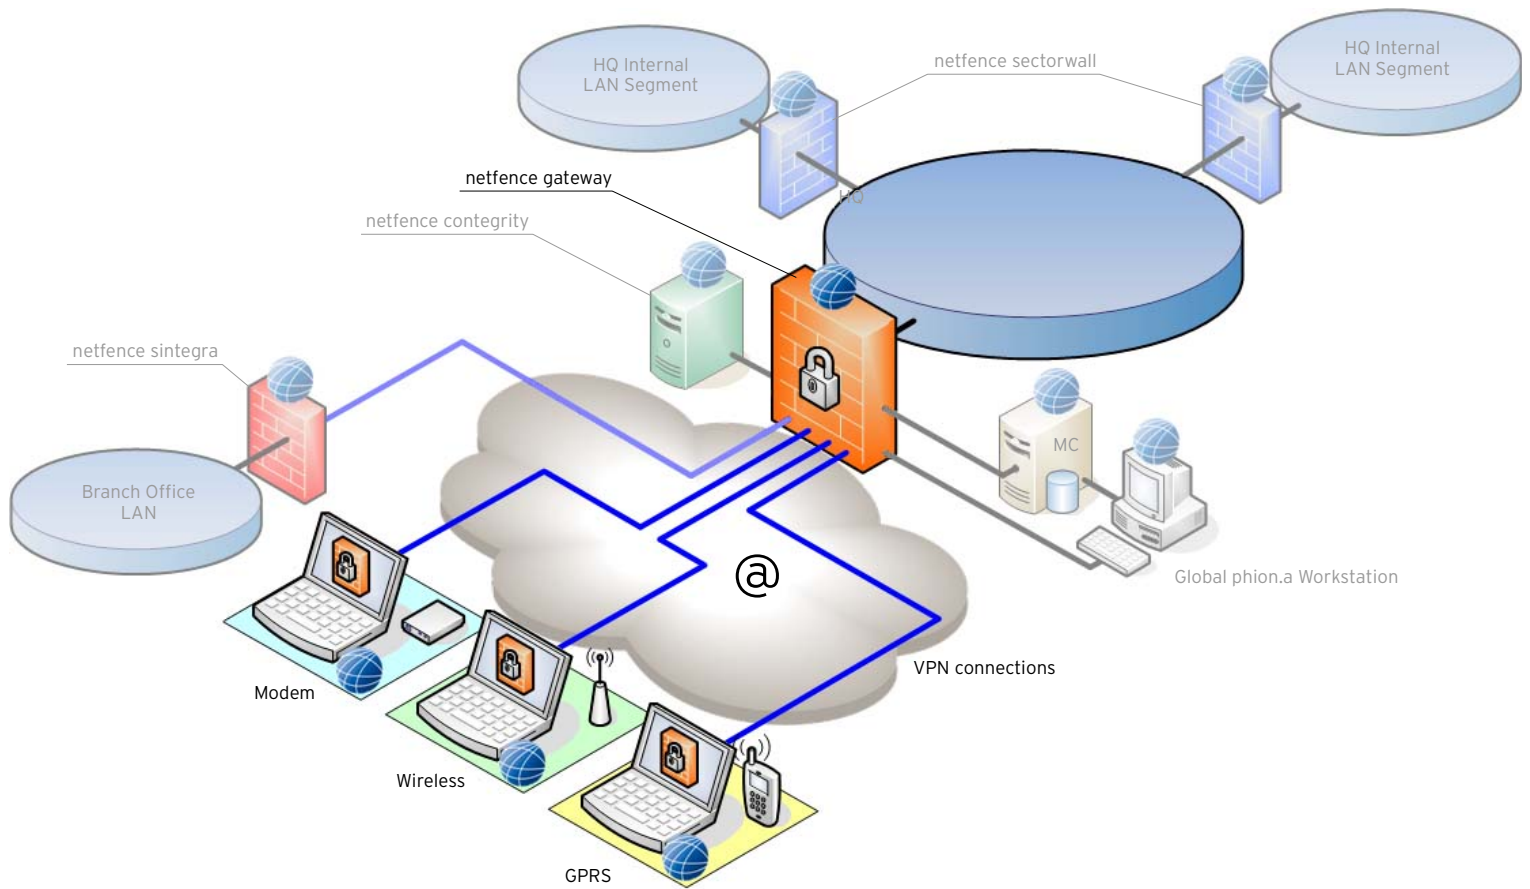 HQ Internal
LAN Segment
HQ Internal
LAN Segment
netfence sectorwall
netfence gateway
HQ
netfence contegrity
netfence sintegra
MC
Branch Office
LAN
@
Global phion.a Workstation
VPN connections
Modem
Wireless
GPRS